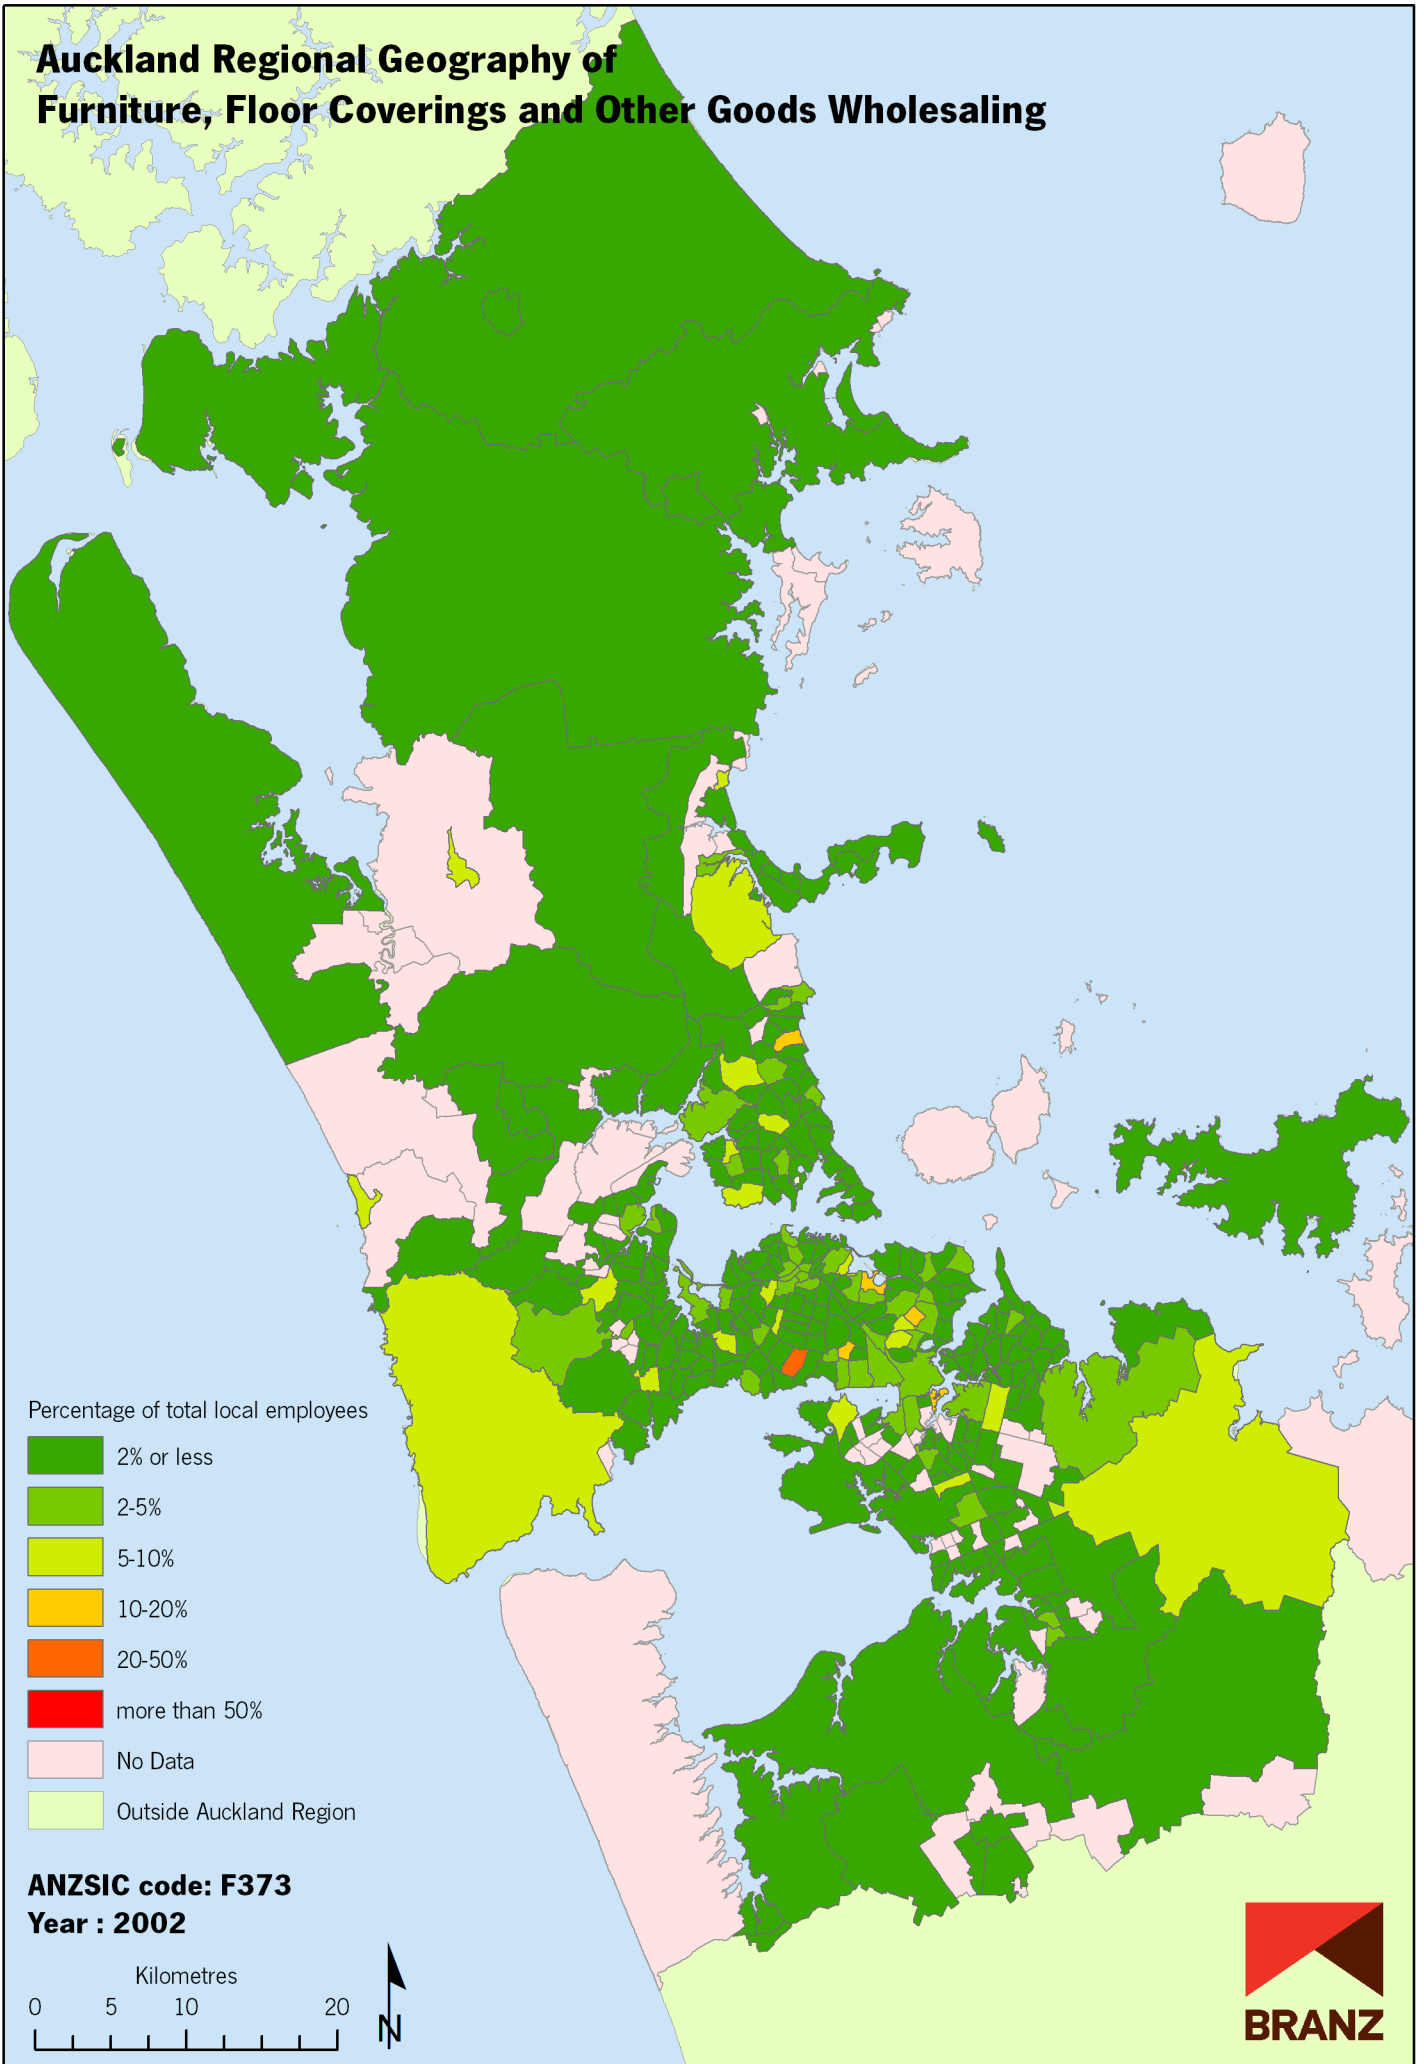 Auckland Regional Geography of
Furniture, Floor Coverings and Other Goods Wholesaling
Percentage of total local employees
2% or less
2-5%
5-10%
10-20%
20-50%
more than 50%
No Data
Outside Auckland Region
ANZSIC code: F373
Year : 2002
Kilometres
0 5 10 20
N
BRANZ